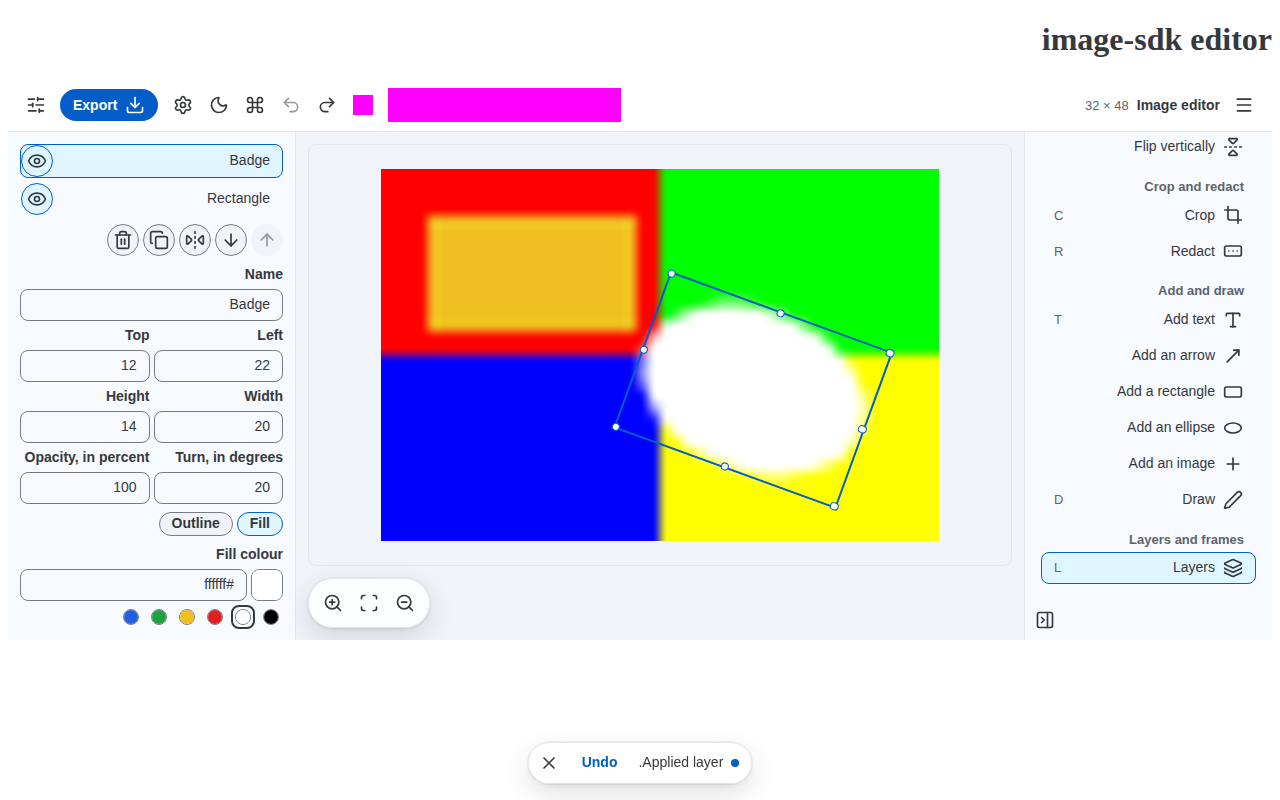 image-sdk editor
Image editor
32 × 48
Export
Flip vertically
Crop and redact
Crop C
Redact R
Add and draw
Add text T
Add an arrow
Add a rectangle
Add an ellipse
Add an image
Draw D
Layers and frames
Layers L
Badge
Rectangle
Name
Badge
Left Top
22 12
Width Height
20 14
Turn, in degrees Opacity, in percent
20 100
Fill Outline
Fill colour
ffffff#
.Applied layer Undo